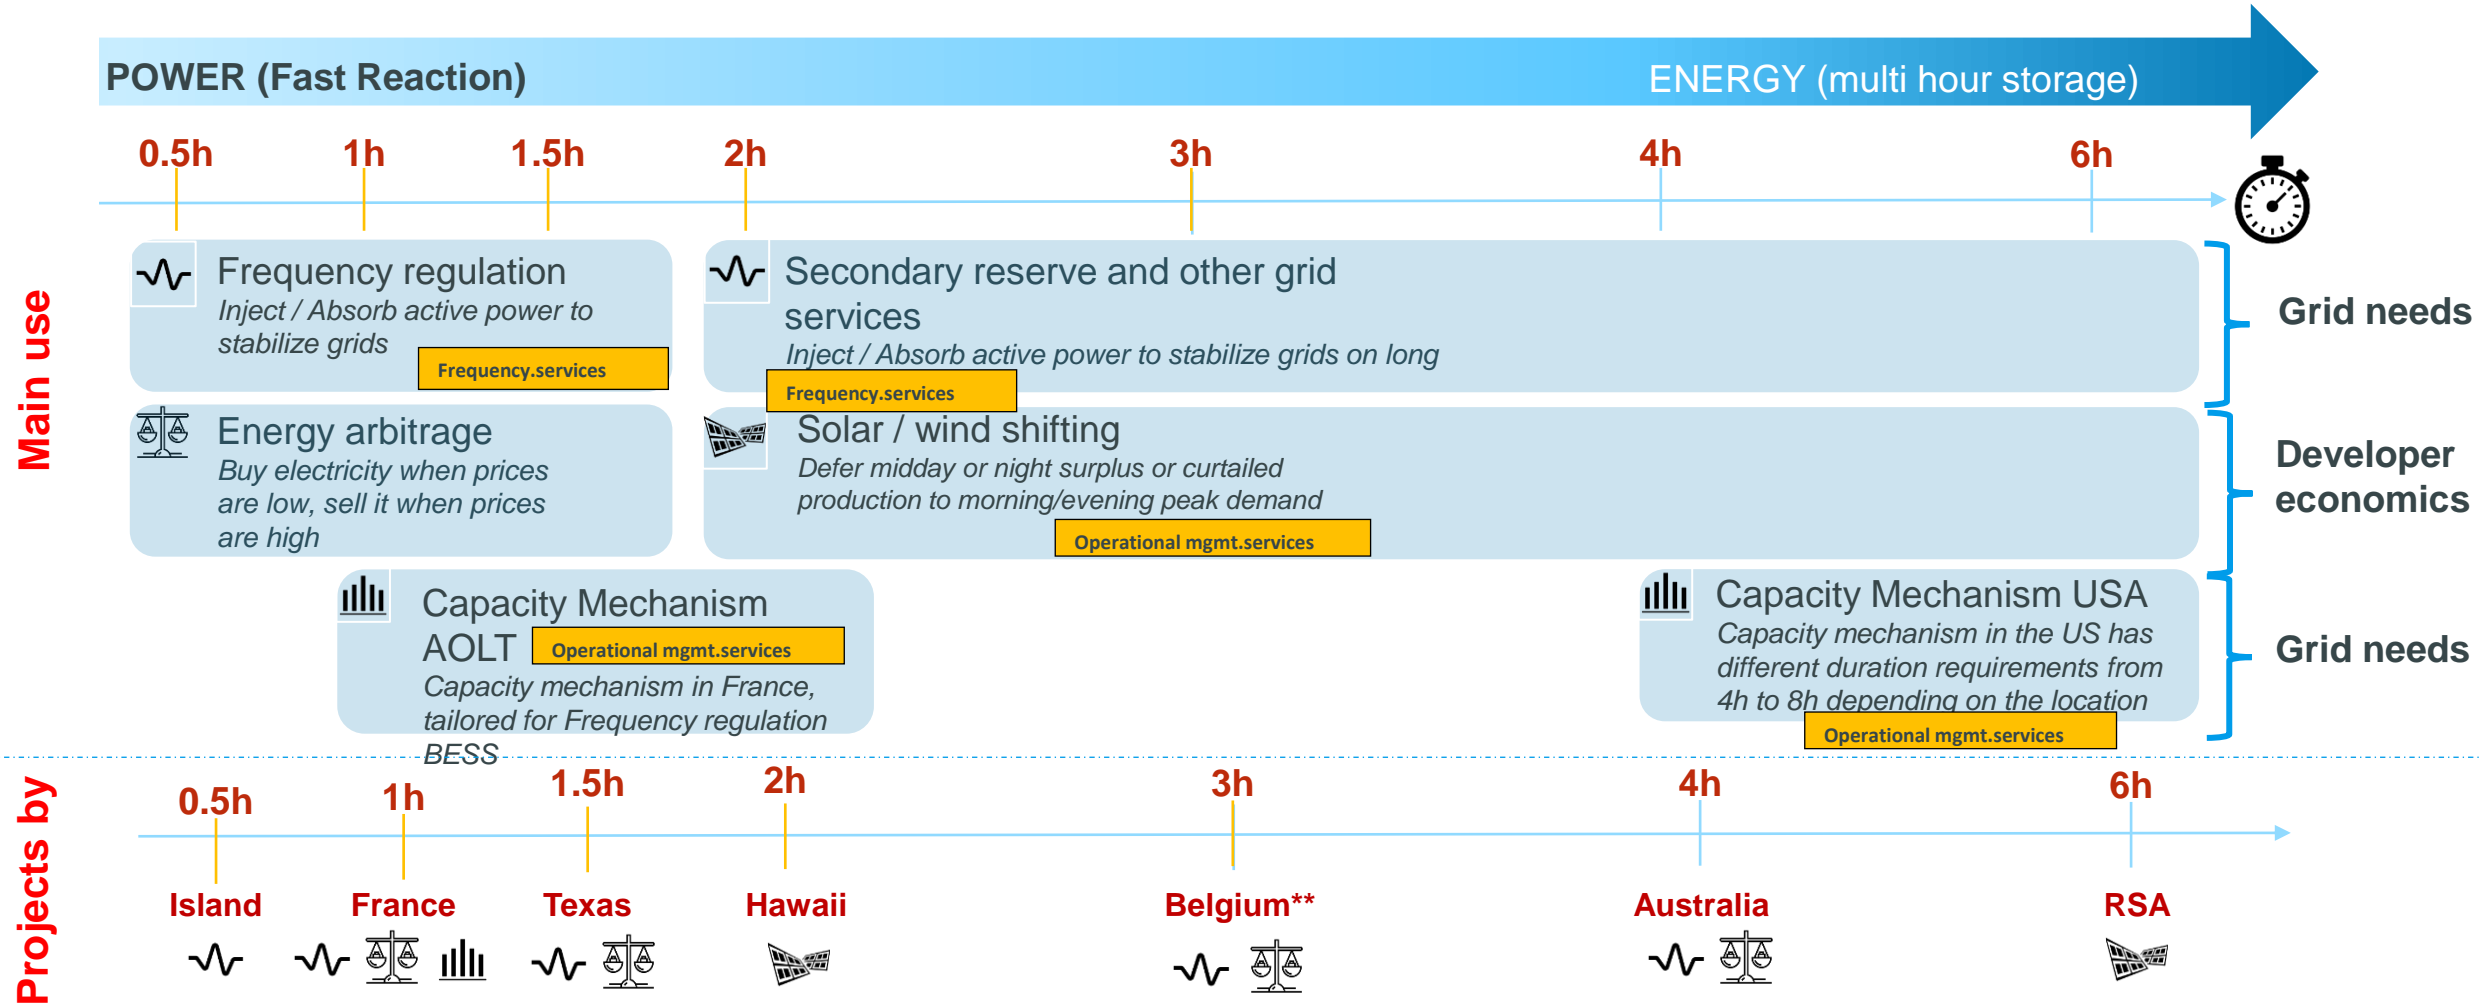 POWER (Fast Reaction)
ENERGY (multi hour storage)
0.5h
1h
1.5h
2h
3h
4h
6h
Main use
Frequency regulation
Inject / Absorb active power to
stabilize grids
Frequency.services
Secondary reserve and other grid
services
Inject / Absorb active power to stabilize grids on long
Frequency.services
Grid needs
Energy arbitrage
Buy electricity when prices
are low, sell it when prices
are high
Solar / wind shifting
Defer midday or night surplus or curtailed
production to morning/evening peak demand
Operational mgmt.services
Developer
economics
Capacity Mechanism
AOLT
Operational mgmt.services
Capacity mechanism in France,
tailored for Frequency regulation
BESS
Capacity Mechanism USA
Capacity mechanism in the US has
different duration requirements from
4h to 8h depending on the location
Operational mgmt.services
Grid needs
Projects by
0.5h
1h
1.5h
2h
3h
4h
6h
Island
France
Texas
Hawaii
Belgium**
Australia
RSA